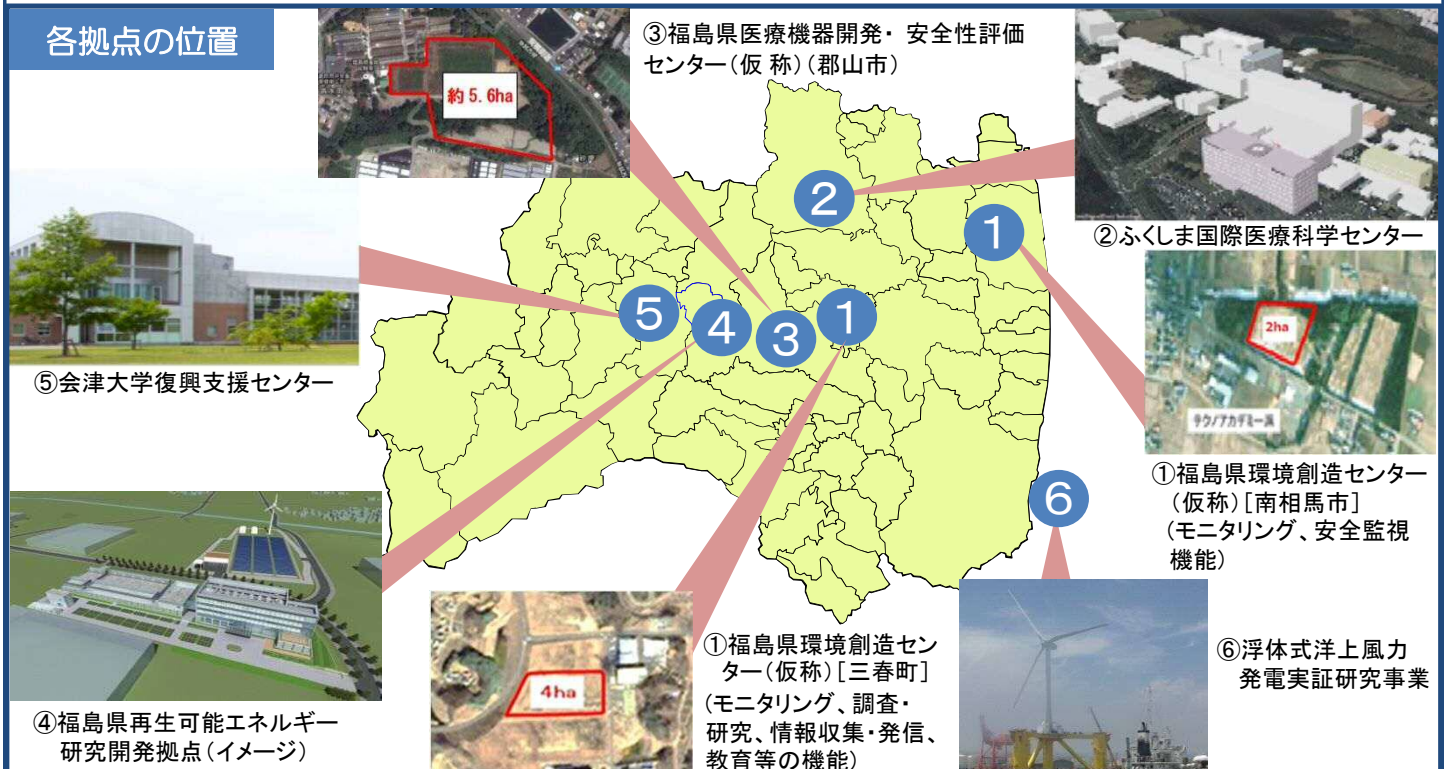 各拠点の位置
約5.6ha
③福島県医療機器開発・安全性評価
センター(仮 称)(郡山市)
②ふくしま国際医療科学センター
⑤会津大学復興支援センター
2ha
テクノアカデミー浜
①福島県環境創造センター
(仮称)[南相馬市]
(モニタリング、安全監視
機能)
②
①
⑤
④
③
①
⑥
④福島県再生可能エネルギー
研究開発拠点(イメージ)
4ha
①福島県環境創造セン
ター(仮称)[三春町]
(モニタリング、調査・
研究、情報収集・発信、
教育等の機能)
⑥浮体式洋上風力
発電実証研究事業